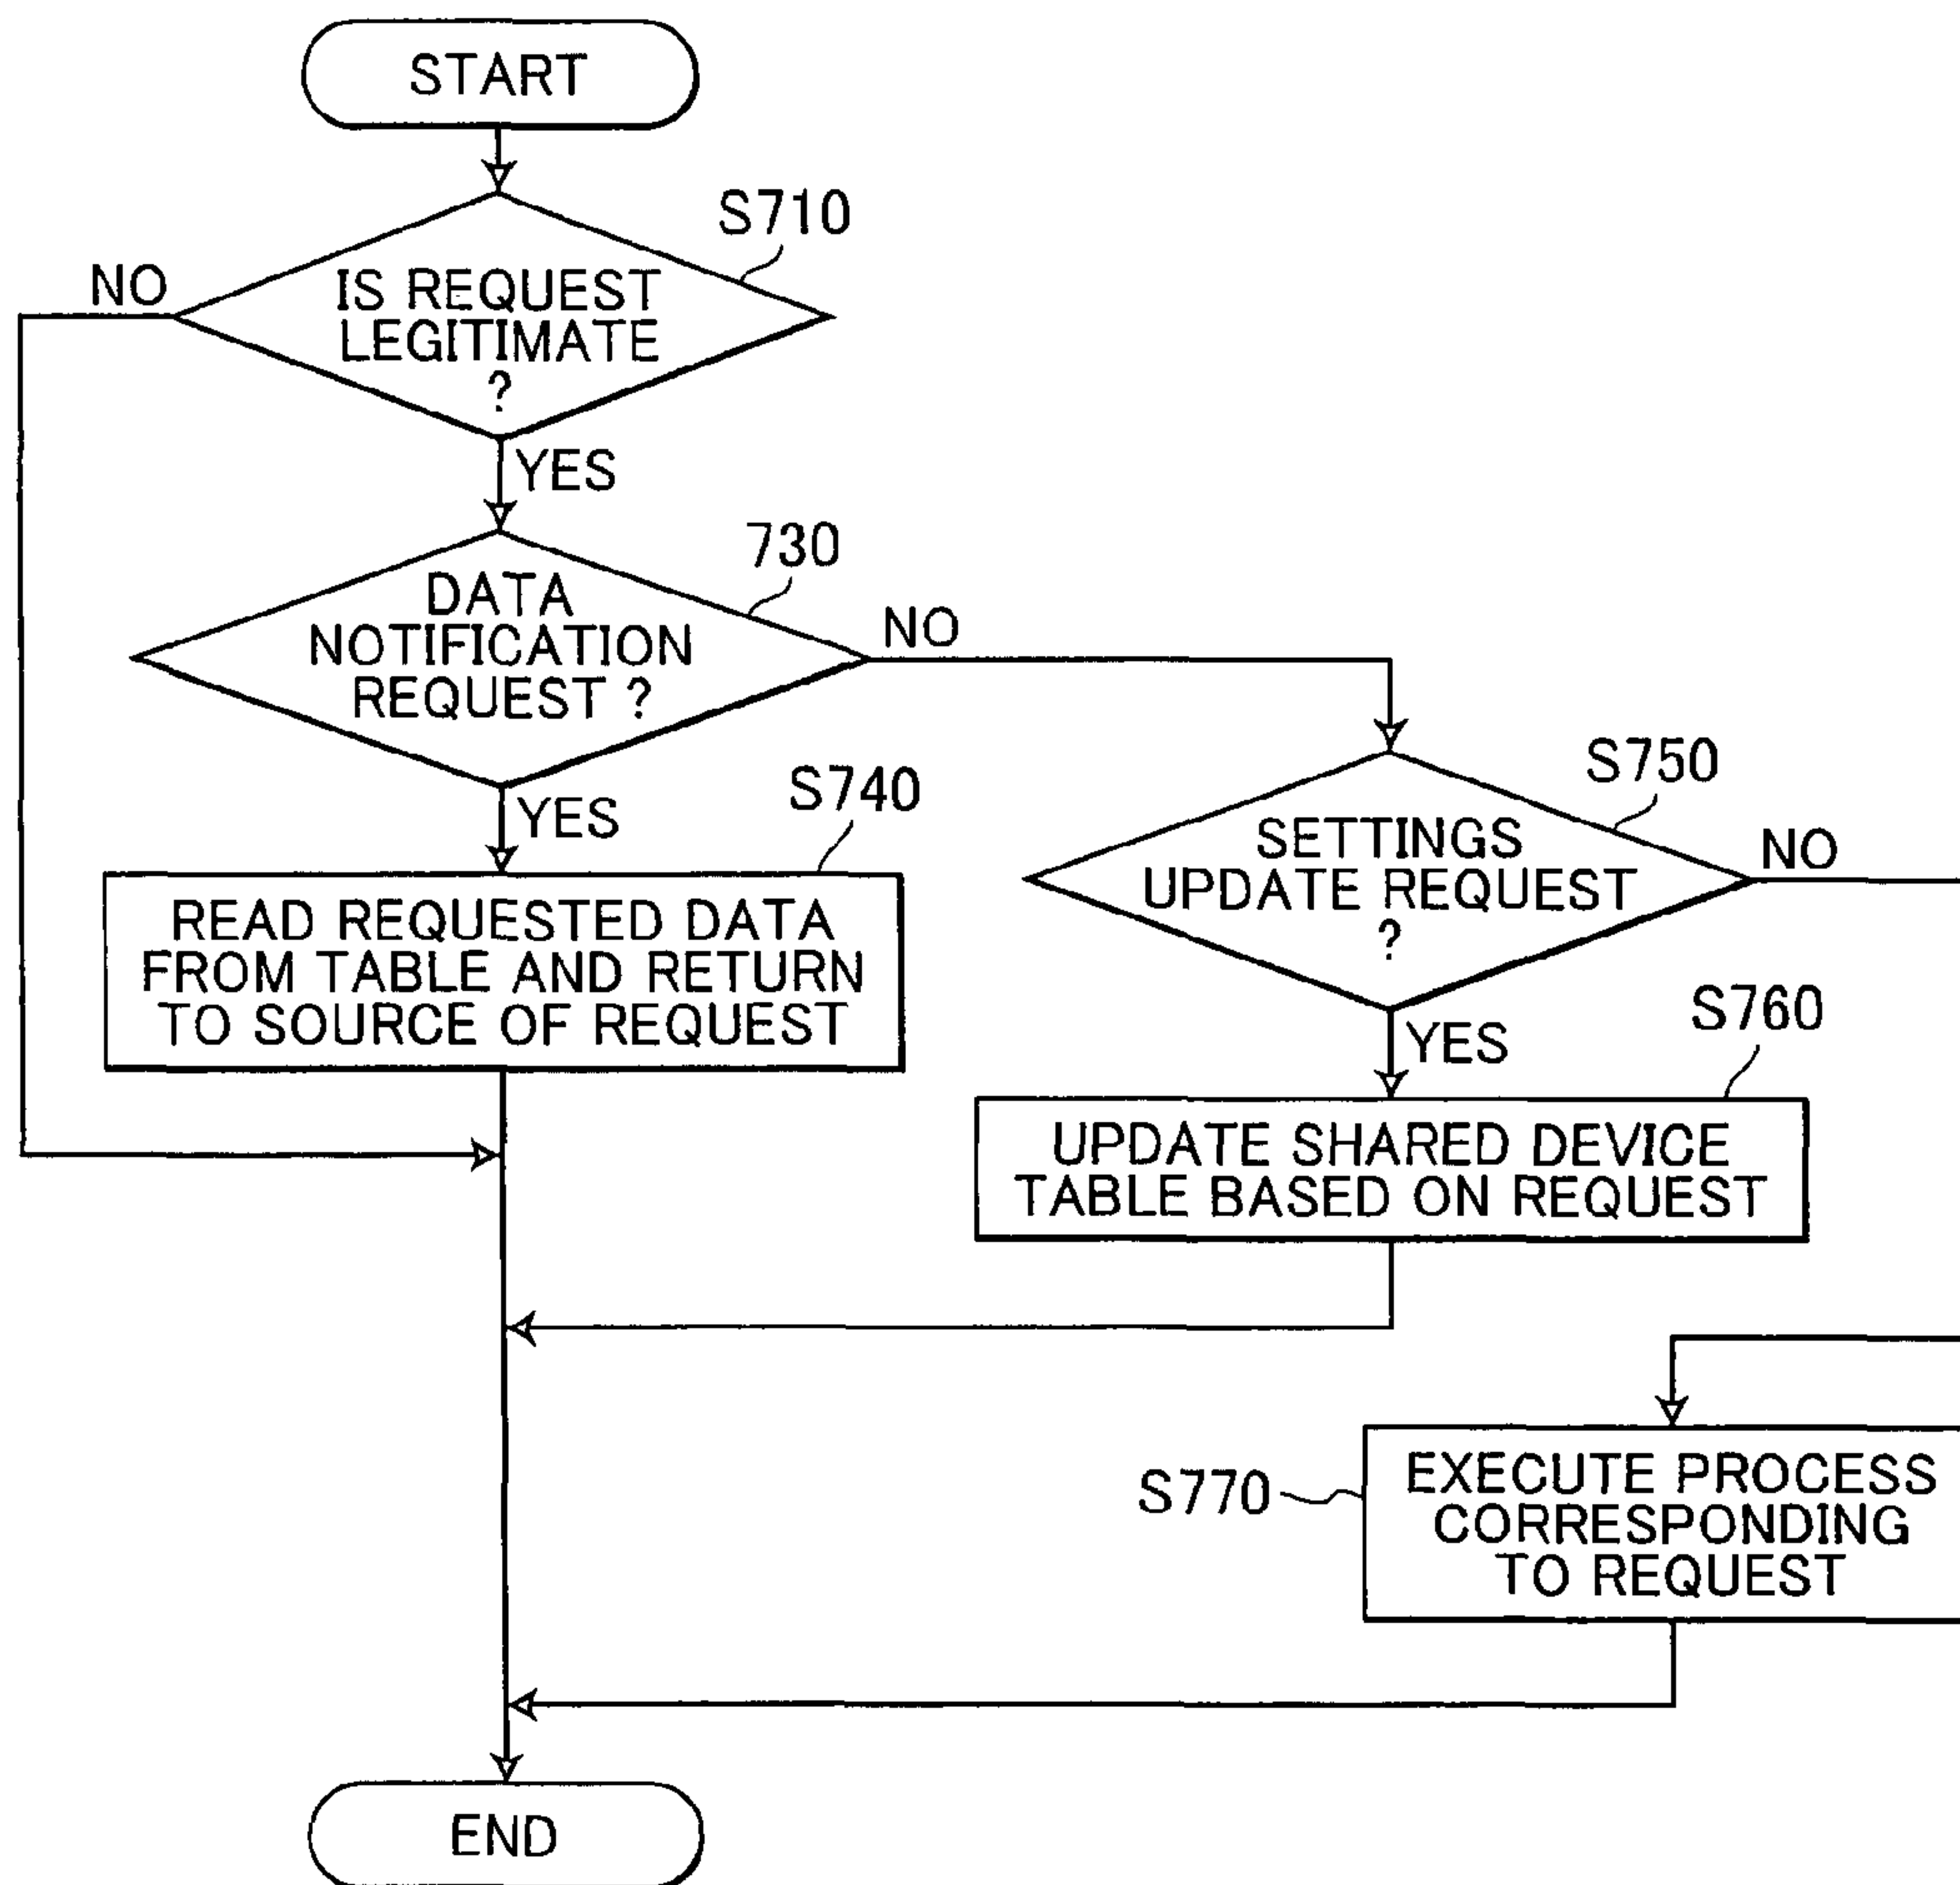 START
S710
NO
IS REQUEST
LEGITIMATE
?
YES
730
DATA
NOTIFICATION
REQUEST ?
NO
YES
S740
READ REQUESTED DATA
FROM TABLE AND RETURN
TO SOURCE OF REQUEST
S750
SETTINGS
UPDATE REQUEST
?
NO
YES
S760
UPDATE SHARED DEVICE
TABLE BASED ON REQUEST
S770
EXECUTE PROCESS
CORRESPONDING
TO REQUEST
END